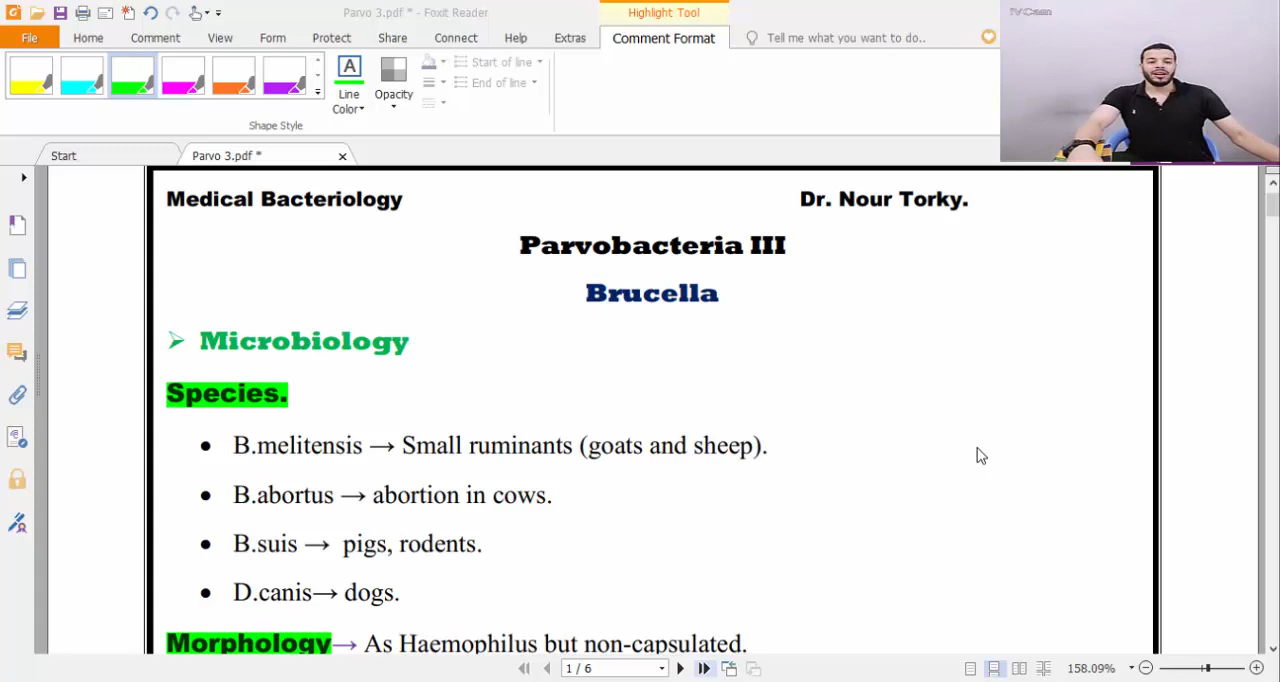 Parvo 3.pdf * - Foxit Reader
Highlight Tool
File Home Comment View Form Protect Share Connect Help Extras Comment Format Tell me what you want to do..
Start of line
End of line
Line Color
Opacity
Shape Style
Start
Parvo 3.pdf *
Medical Bacteriology Dr. Nour Torky.
Parvobacteria III
Brucella
➢ Microbiology
Species.
• B.melitensis → Small ruminants (goats and sheep).
• B.abortus → abortion in cows.
• B.suis → pigs, rodents.
• D.canis→ dogs.
Morphology→ As Haemophilus but non-capsulated.
1 / 6
158.09%